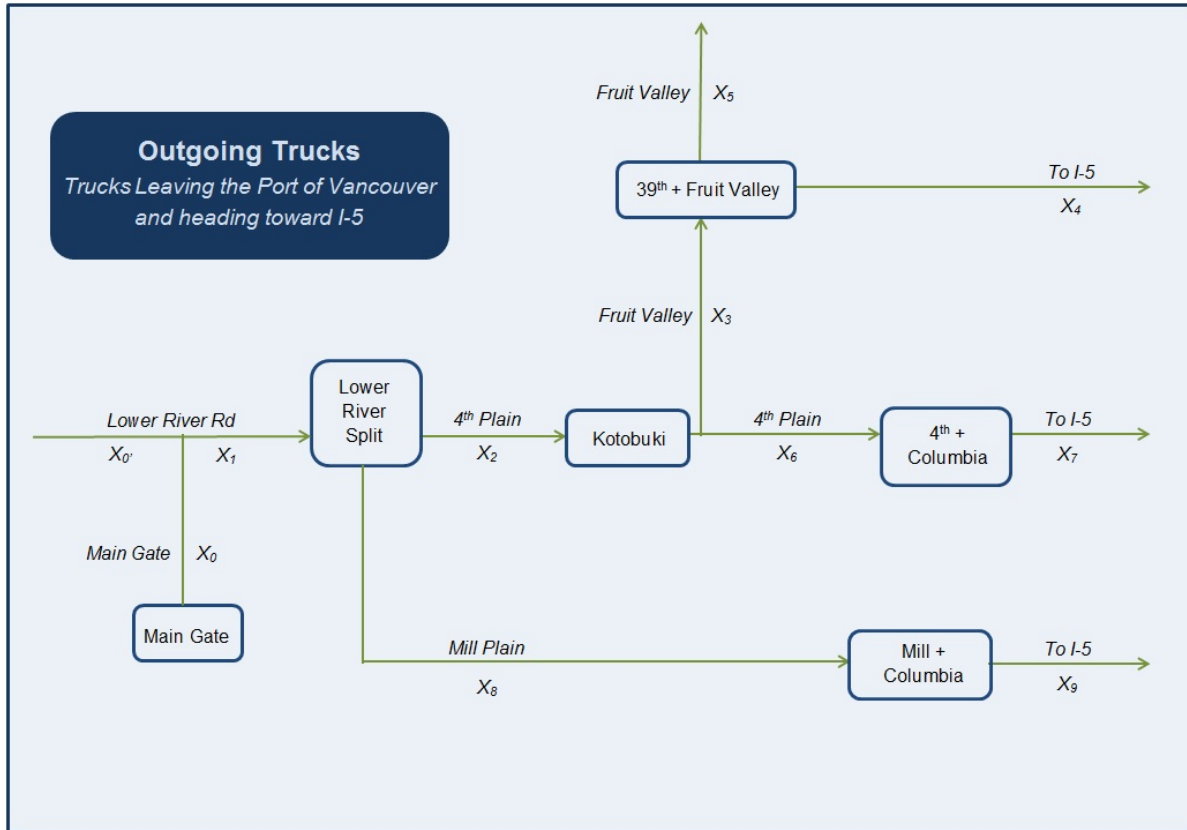 Fruit Valley X5
Outgoing Trucks
Trucks Leaving the Port of Vancouver
and heading toward I-5
39th + Fruit Valley
To I-5
X4
Fruit Valley X3
Lower River Rd
X0' X1
Lower
River
Split
4th Plain
X2
Kotobuki
4th Plain
X6
4th +
Columbia
To I-5
X7
Main Gate X0
Main Gate
Mill Plain
X8
Mill +
Columbia
To I-5
X9